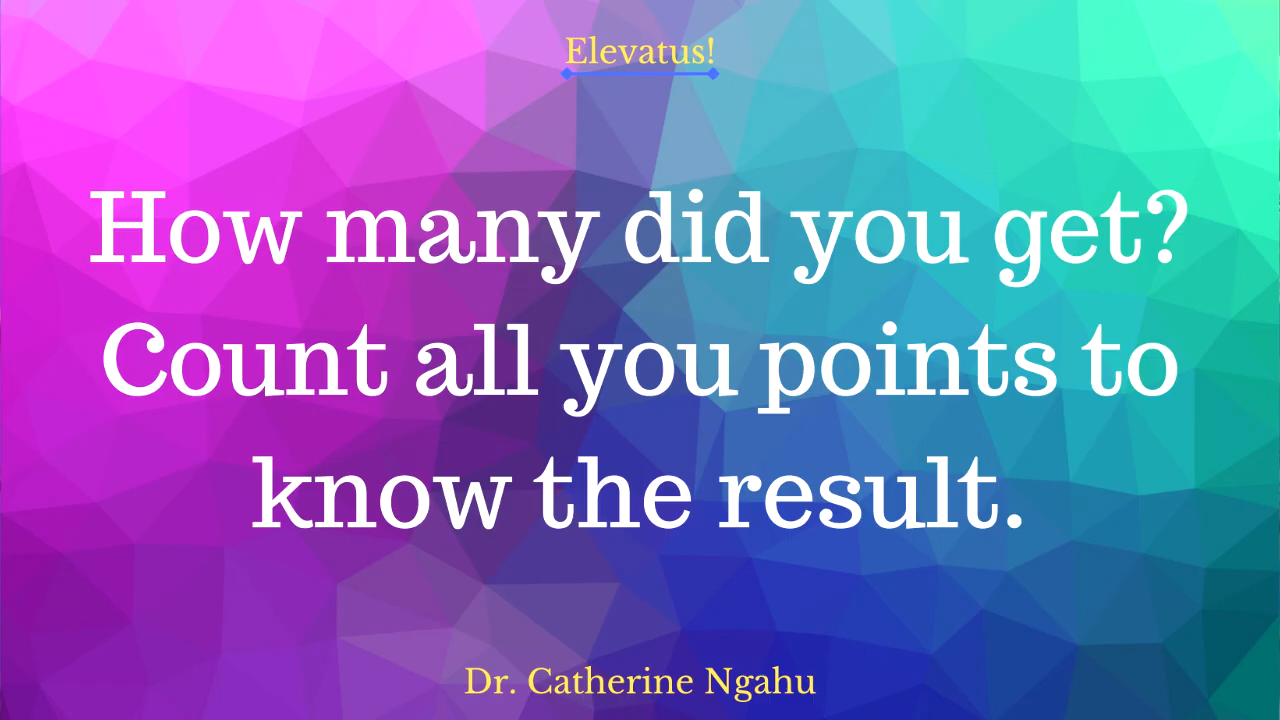 Elevatus!
How many did you get?
Count all you points to
know the result.
Dr. Catherine Ngahu